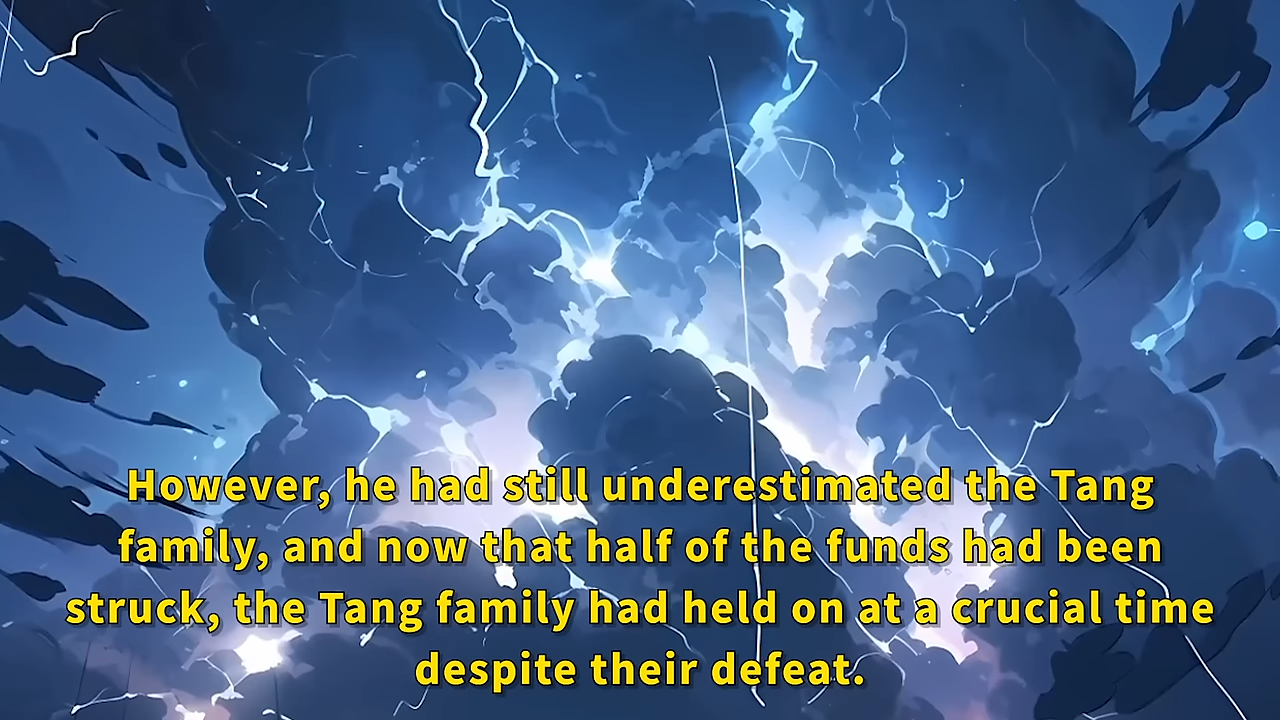 However, he had still underestimated the Tang
family, and now that half of the funds had been
struck, the Tang family had held on at a crucial time
despite their defeat.